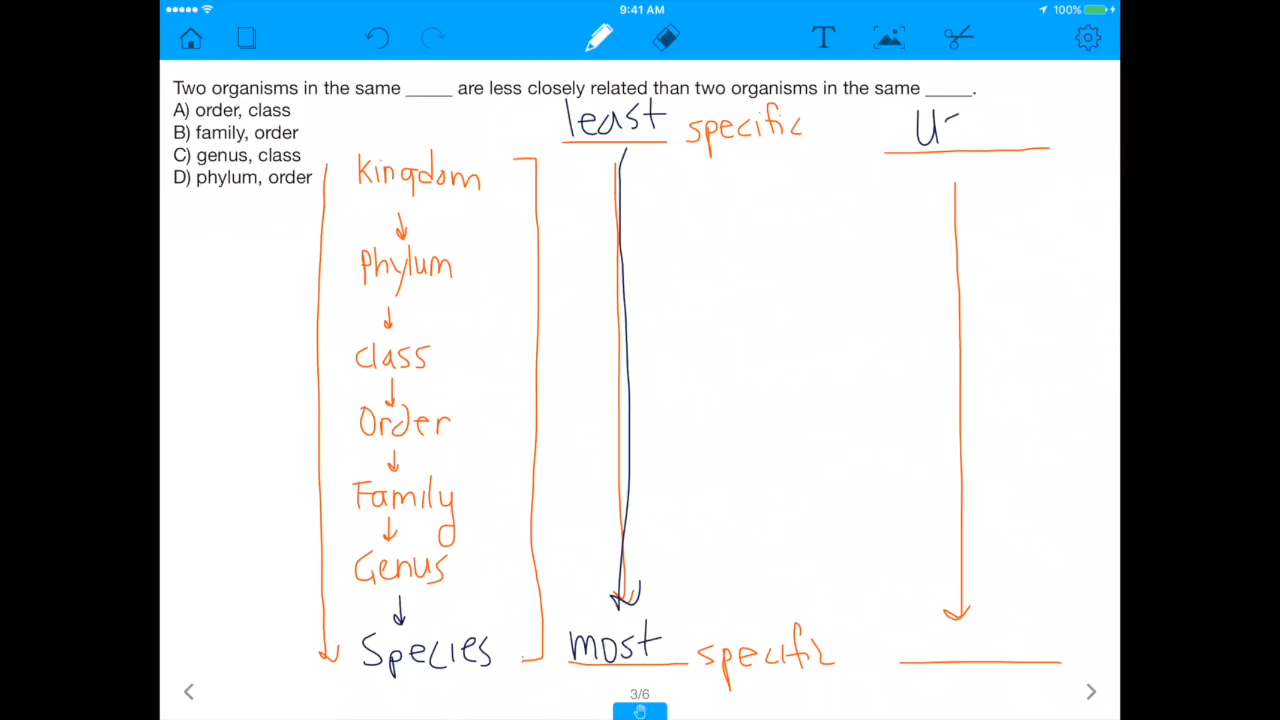 9:41 AM
100%
T
Two organisms in the same _____ are less closely related than two organisms in the same _____.
A) order, class
B) family, order
C) genus, class
D) phylum, order
least specific
Ur
Kingdom
Phylum
Class
Order
Family
Genus
Species
most specific
3/6